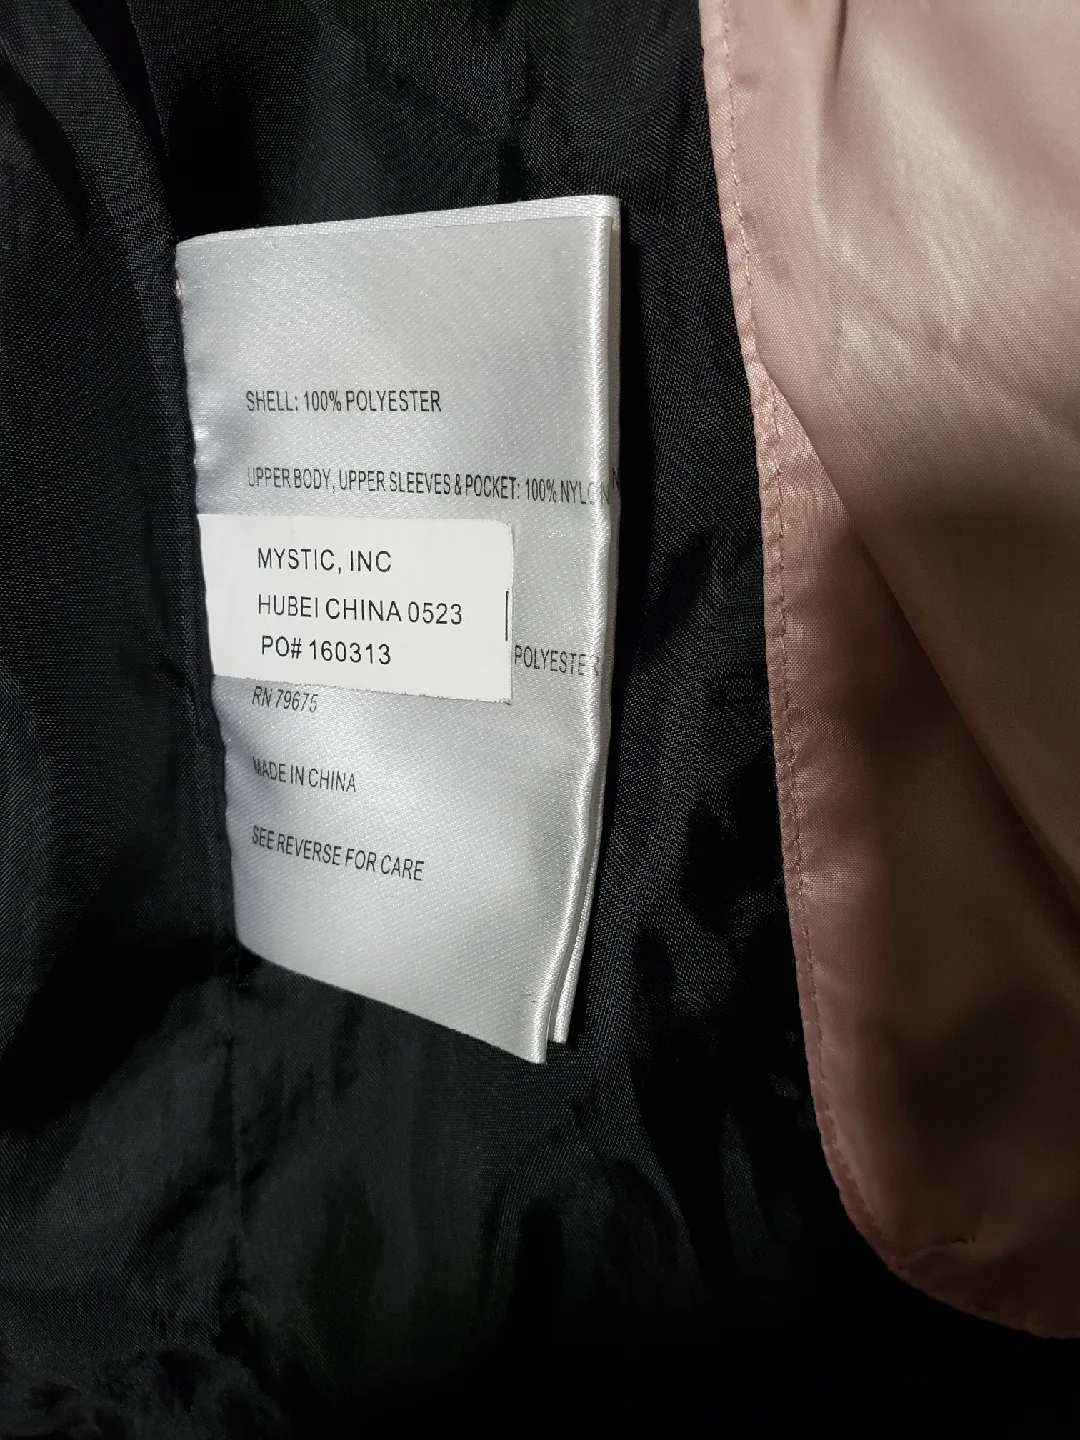 SHELL: 100% POLYESTER
UPPER BODY, UPPER SLEEVES & POCKET: 100% NYLON
MYSTIC, INC
HUBEI CHINA 0523
PO# 160313
POLYESTER
RN 79675
MADE IN CHINA
SEE REVERSE FOR CARE